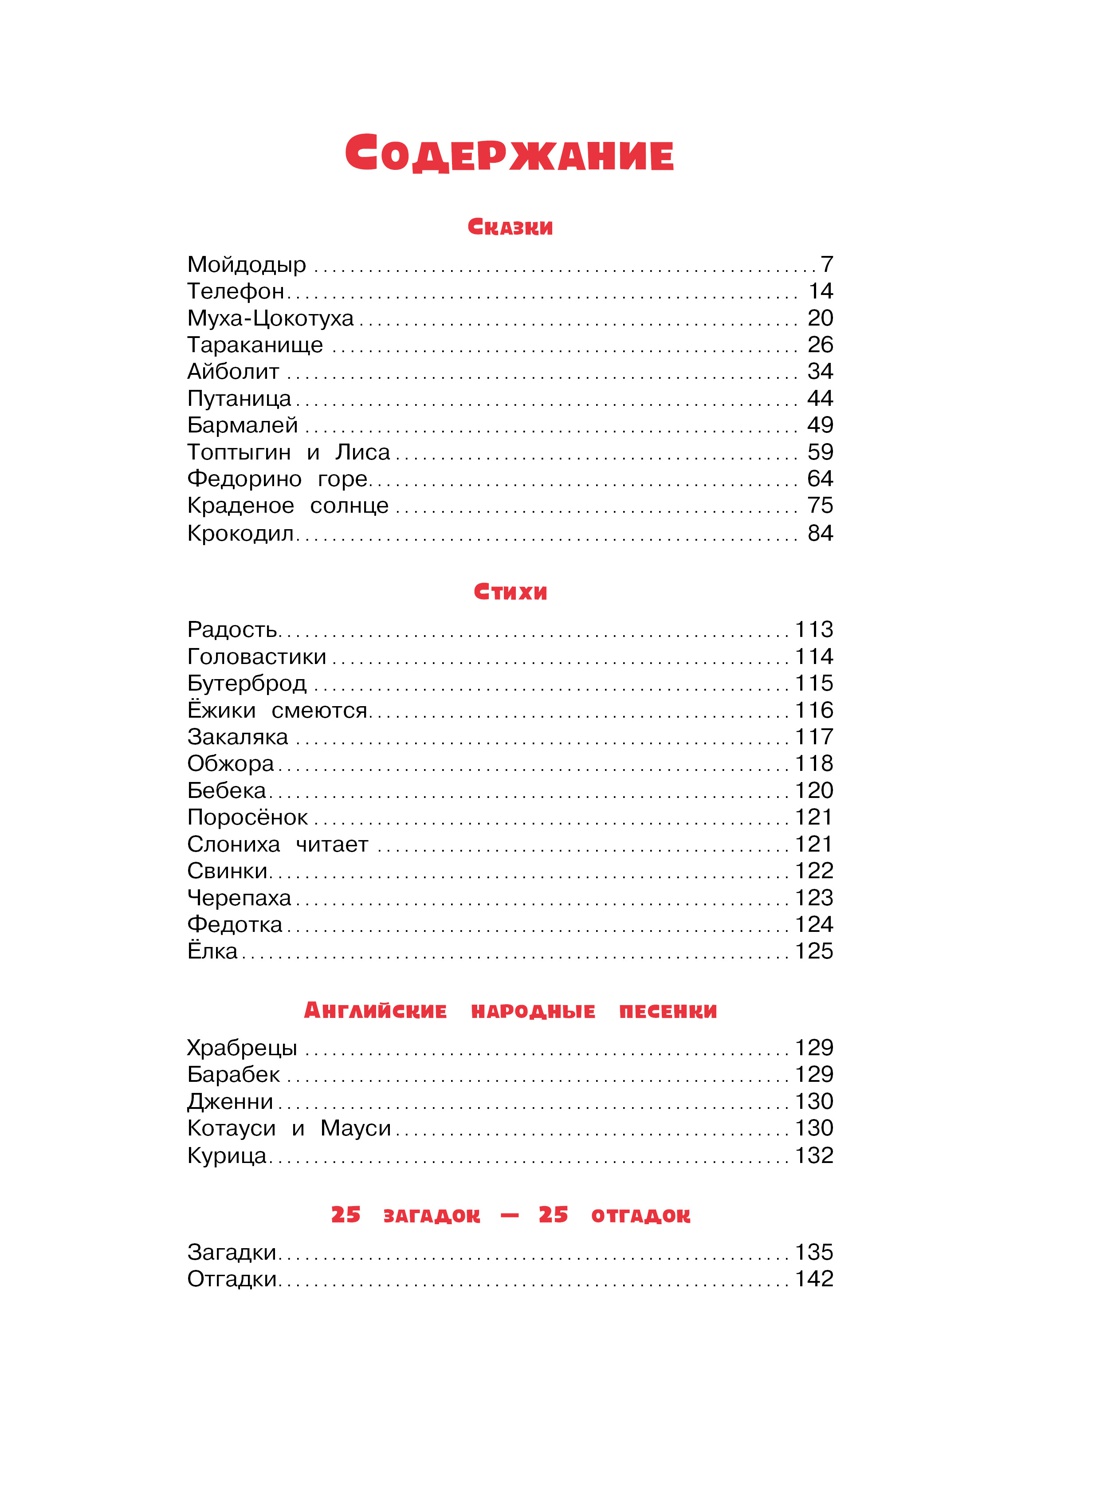 Содержание
Сказки
Мойдодыр ........................................................ 7
Телефон......................................................... 14
Муха-Цокотуха ................................................. 20
Тараканище .................................................... 26
Айболит ......................................................... 34
Путаница........................................................ 44
Бармалей ....................................................... 49
Топтыгин и Лиса ............................................. 59
Федорино горе................................................ 64
Краденое солнце ............................................. 75
Крокодил........................................................ 84
Стихи
Радость......................................................... 113
Головастики ................................................... 114
Бутерброд ..................................................... 115
Ёжики смеются............................................... 116
Закаляка ....................................................... 117
Обжора ......................................................... 118
Бебека.......................................................... 120
Поросёнок ..................................................... 121
Слониха читает .............................................. 121
Свинки.......................................................... 122
Черепаха ....................................................... 123
Федотка ........................................................ 124
Ёлка ............................................................. 125
Английские народные песенки
Храбрецы ...................................................... 129
Барабек ........................................................ 129
Дженни ......................................................... 130
Котауси и Мауси ............................................. 130
Курица.......................................................... 132
25 загадок — 25 отгадок
Загадки......................................................... 135
Отгадки......................................................... 142